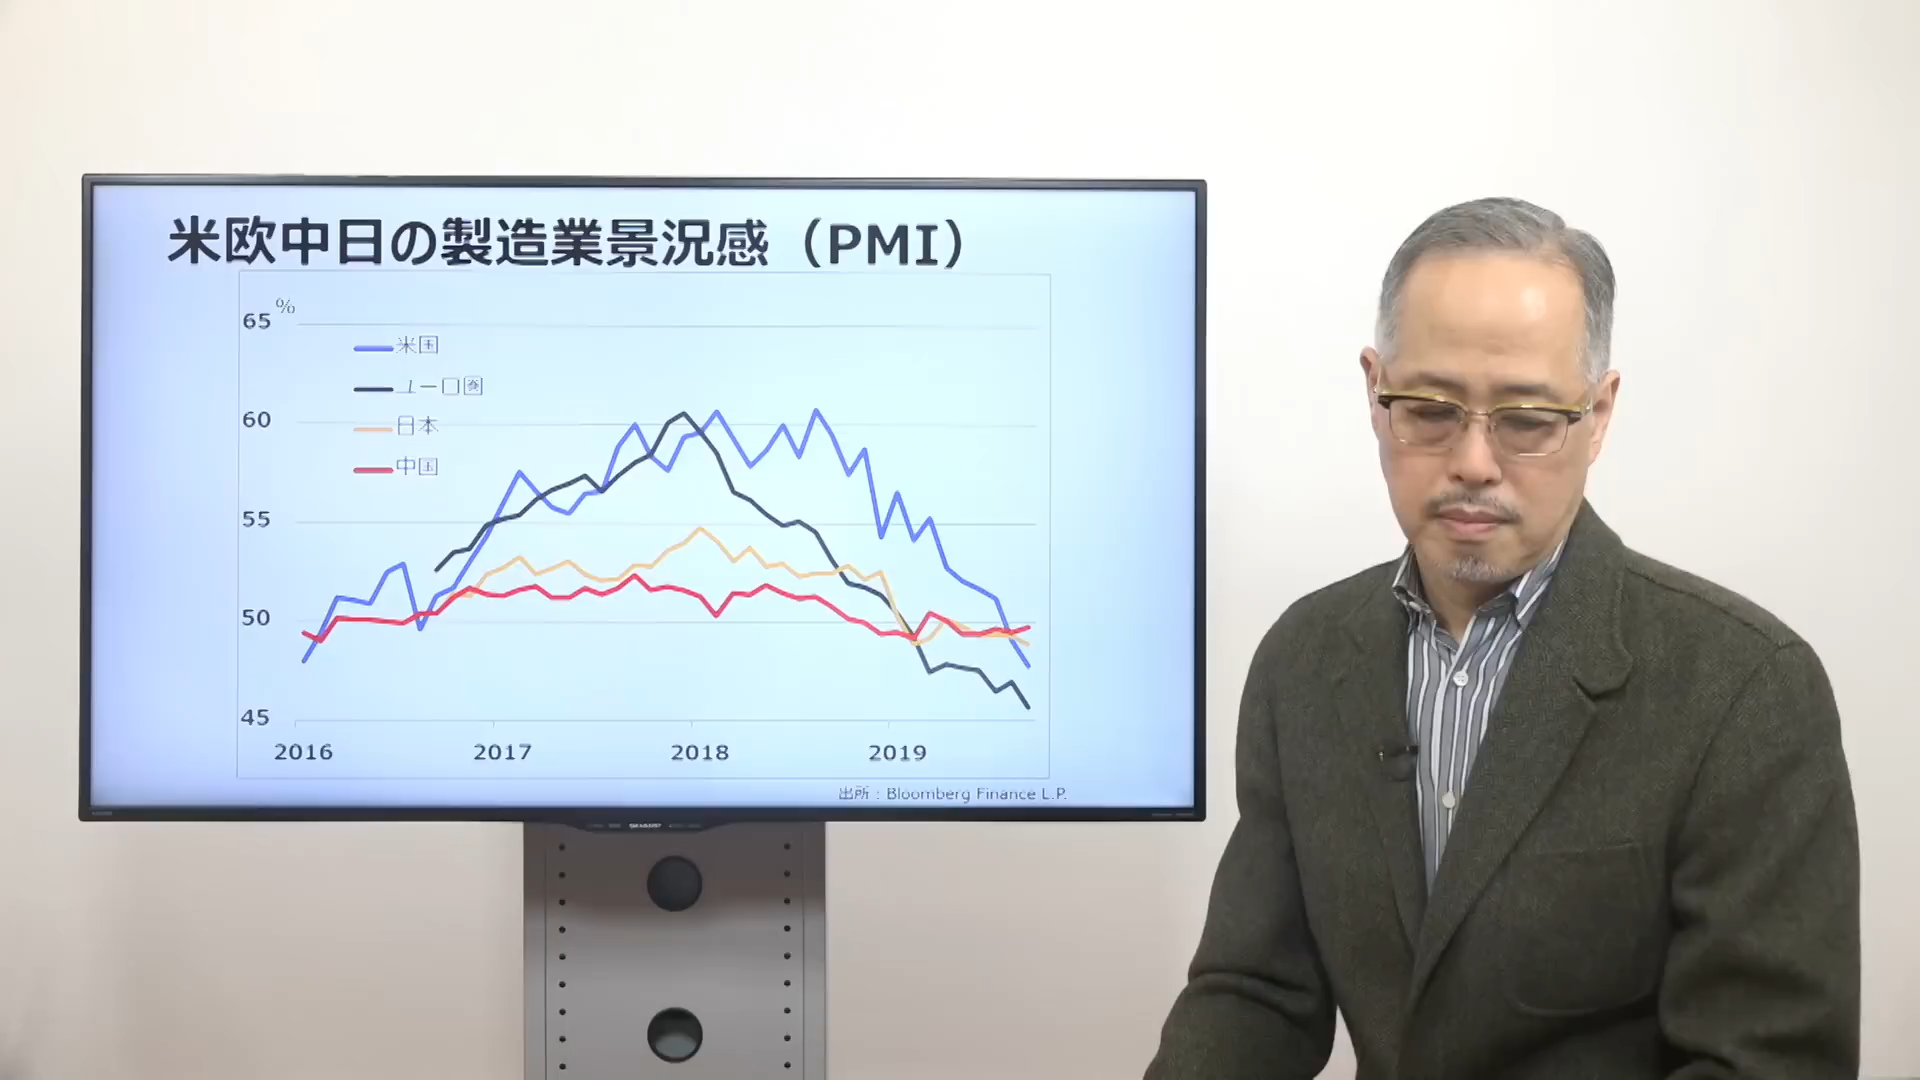 米欧中日の製造業景況感（PMI）
%
65
米国
ユーロ圏
60
日本
中国
55
50
45
2016 2017 2018 2019
出所：Bloomberg Finance L.P.
SHARP